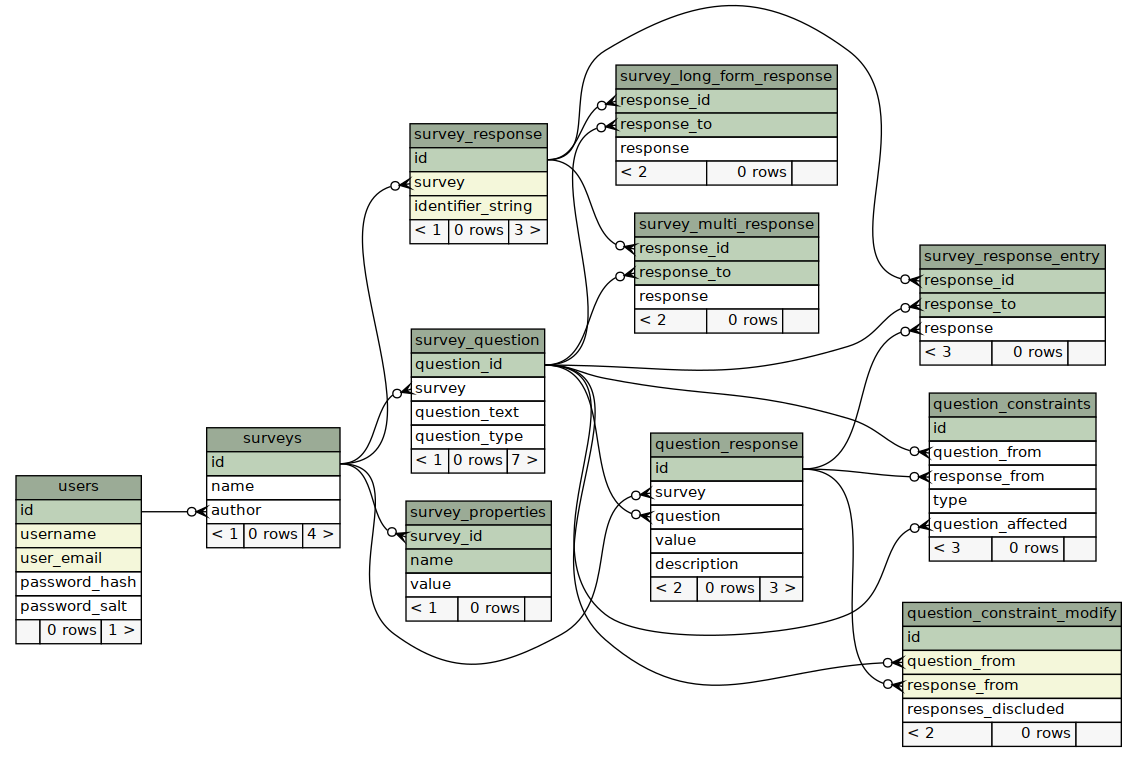 users
id
username
user_email
password_hash
password_salt
0 rows 1 >
surveys
id
name
author
< 1 0 rows 4 >
survey_response
id
survey
identifier_string
< 1 0 rows 3 >
survey_question
question_id
survey
question_text
question_type
< 1 0 rows 7 >
survey_properties
survey_id
name
value
< 1 0 rows
survey_long_form_response
response_id
response_to
response
< 2 0 rows
survey_multi_response
response_id
response_to
response
< 2 0 rows
question_response
id
survey
question
value
description
< 2 0 rows 3 >
survey_response_entry
response_id
response_to
response
< 3 0 rows
question_constraints
id
question_from
response_from
type
question_affected
< 3 0 rows
question_constraint_modify
id
question_from
response_from
responses_discluded
< 2 0 rows